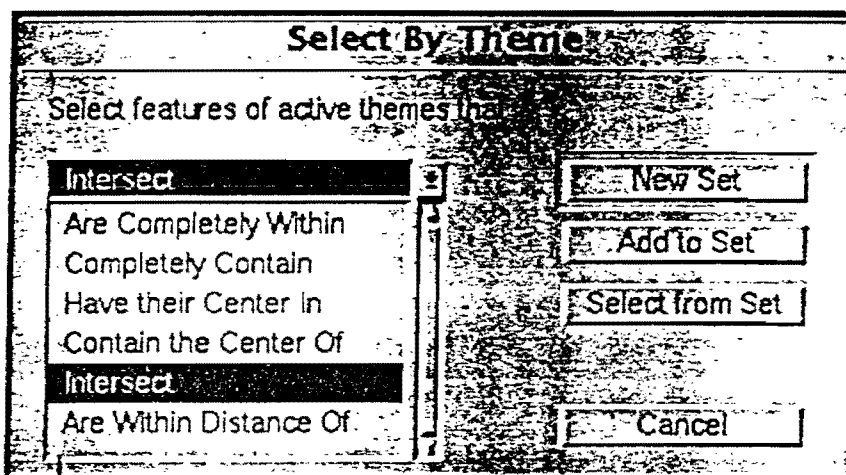 Select By Theme
Select features of active themes that
Intersect
Are Completely Within
Completely Contain
Have their Center In
Contain the Center Of
Intersect
Are Within Distance Of
New Set
Add to Set
Select from Set
Cancel